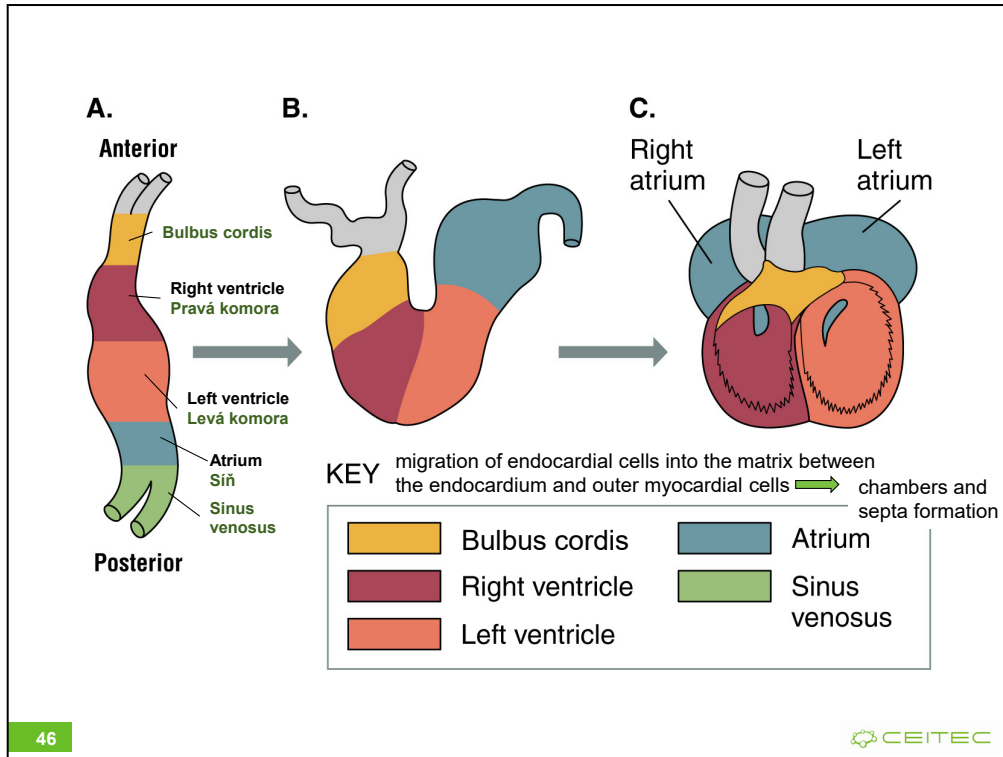 A.
B.
C.
Anterior
Right
atrium
Left
atrium
Bulbus cordis
Right ventricle
Pravá komora
Left ventricle
Levá komora
Atrium
Síň
Sinus
venosus
Posterior
KEY
migration of endocardial cells into the matrix between
the endocardium and outer myocardial cells
chambers and
septa formation
Bulbus cordis
Atrium
Right ventricle
Sinus
venosus
Left ventricle
46
CEITEC